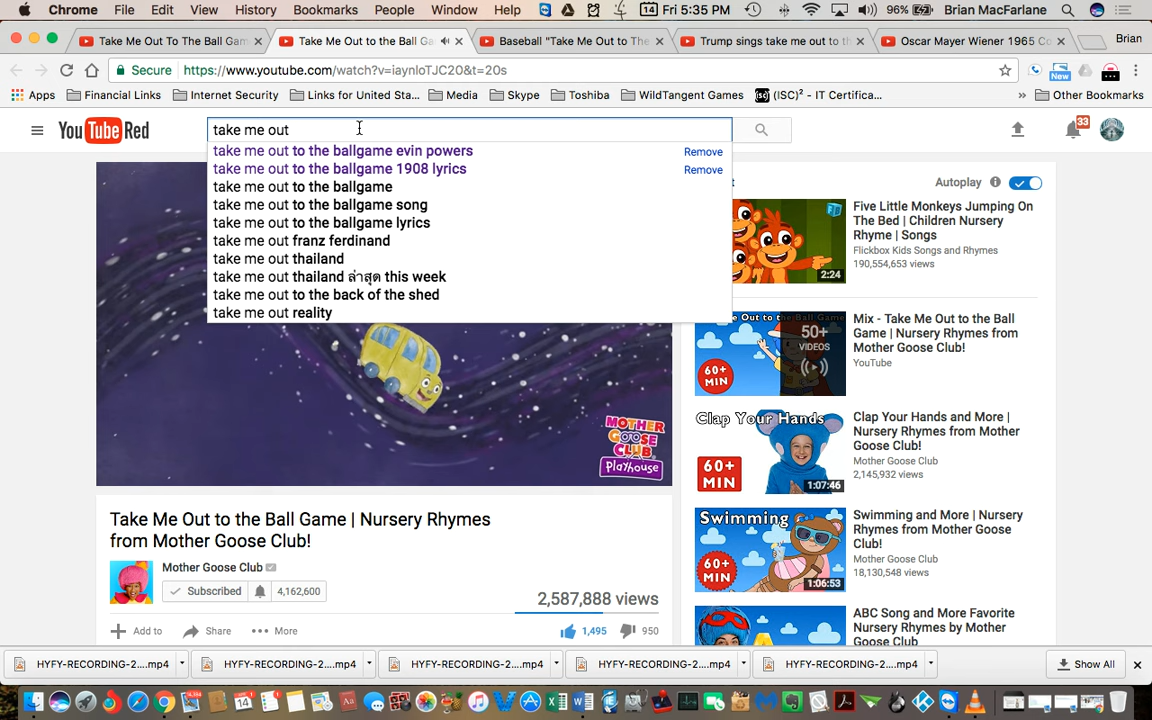 Chrome File Edit View History Bookmarks People Window Help 14 Fri 5:35 PM 96% Brian MacFarlane
Take Me Out To The Ball Gam
Take Me Out to the Ball Ga
Baseball "Take Me Out to The
Trump sings take me out to th
Oscar Mayer Wiener 1965 Co
Brian
Secure https://www.youtube.com/watch?v=iaynloTJC20&t=20s
New
Apps Financial Links Internet Security Links for United Sta... Media Skype Toshiba WildTangent Games (ISC)² - IT Certifica... » Other Bookmarks
YouTube Red
take me out
33
take me out to the ballgame evin powers Remove
take me out to the ballgame 1908 lyrics Remove
take me out to the ballgame
take me out to the ballgame song
take me out to the ballgame lyrics
take me out franz ferdinand
take me out thailand
take me out thailand ล่าสุด this week
take me out to the back of the shed
take me out reality
MOTHER
GOOSE
CLUB
Playhouse
Take Me Out to the Ball Game | Nursery Rhymes
from Mother Goose Club!
Mother Goose Club
Subscribed 4,162,600
2,587,888 views
Add to Share More 1,495 950
Autoplay
Five Little Monkeys Jumping On
The Bed | Children Nursery
Rhyme | Songs
Flickbox Kids Songs and Rhymes
190,554,653 views
2:24
Out to the Ball Ga
50+
VIDEOS
60+
MIN
Mix - Take Me Out to the Ball
Game | Nursery Rhymes from
Mother Goose Club!
YouTube
Clap Your Hands
60+
MIN
1:07:46
Clap Your Hands and More |
Nursery Rhymes from Mother
Goose Club!
Mother Goose Club
2,145,932 views
Swimming
60+
MIN
1:06:53
Swimming and More | Nursery
Rhymes from Mother Goose
Club!
Mother Goose Club
18,130,548 views
ABC Song and More Favorite
Nursery Rhymes by Mother
Goose Club
HYFY-RECORDING-2....mp4 HYFY-RECORDING-2....mp4 HYFY-RECORDING-2....mp4 HYFY-RECORDING-2....mp4 HYFY-RECORDING-2....mp4 Show All